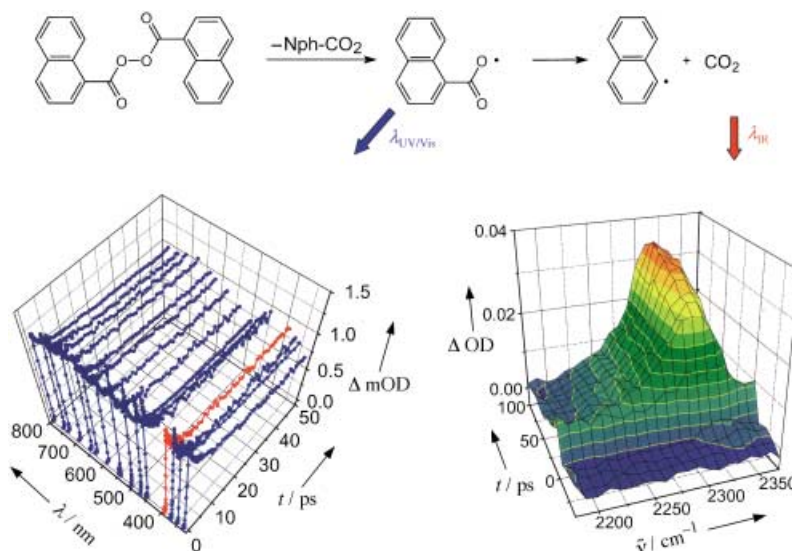 –Nph-CO₂
O
O–O
O
O •
O
•
+ CO₂
λUV/Vis
λIR
1.5
1.0
0.5
0.0
Δ mOD
800
700
600
500
400
λ / nm
0
10
20
30
40
50
t / ps
0.04
0.02
0.00
Δ OD
100
50
0
t / ps
2200
2250
2300
2350
ṽ / cm⁻¹